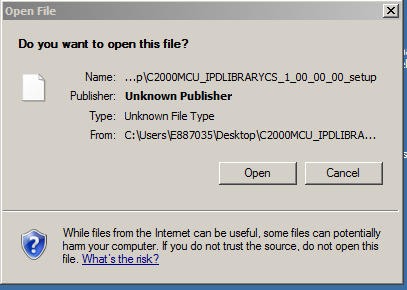 Open File
Do you want to open this file?
Name: ...p\C2000MCU_IPDLIBRARYCS_1_00_00_00_setup
Publisher: Unknown Publisher
Type: Unknown File Type
From: C:\Users\E887035\Desktop\C2000MCU_IPDLIBRA...
Open Cancel
While files from the Internet can be useful, some files can potentially
harm your computer. If you do not trust the source, do not open this
file. What's the risk?